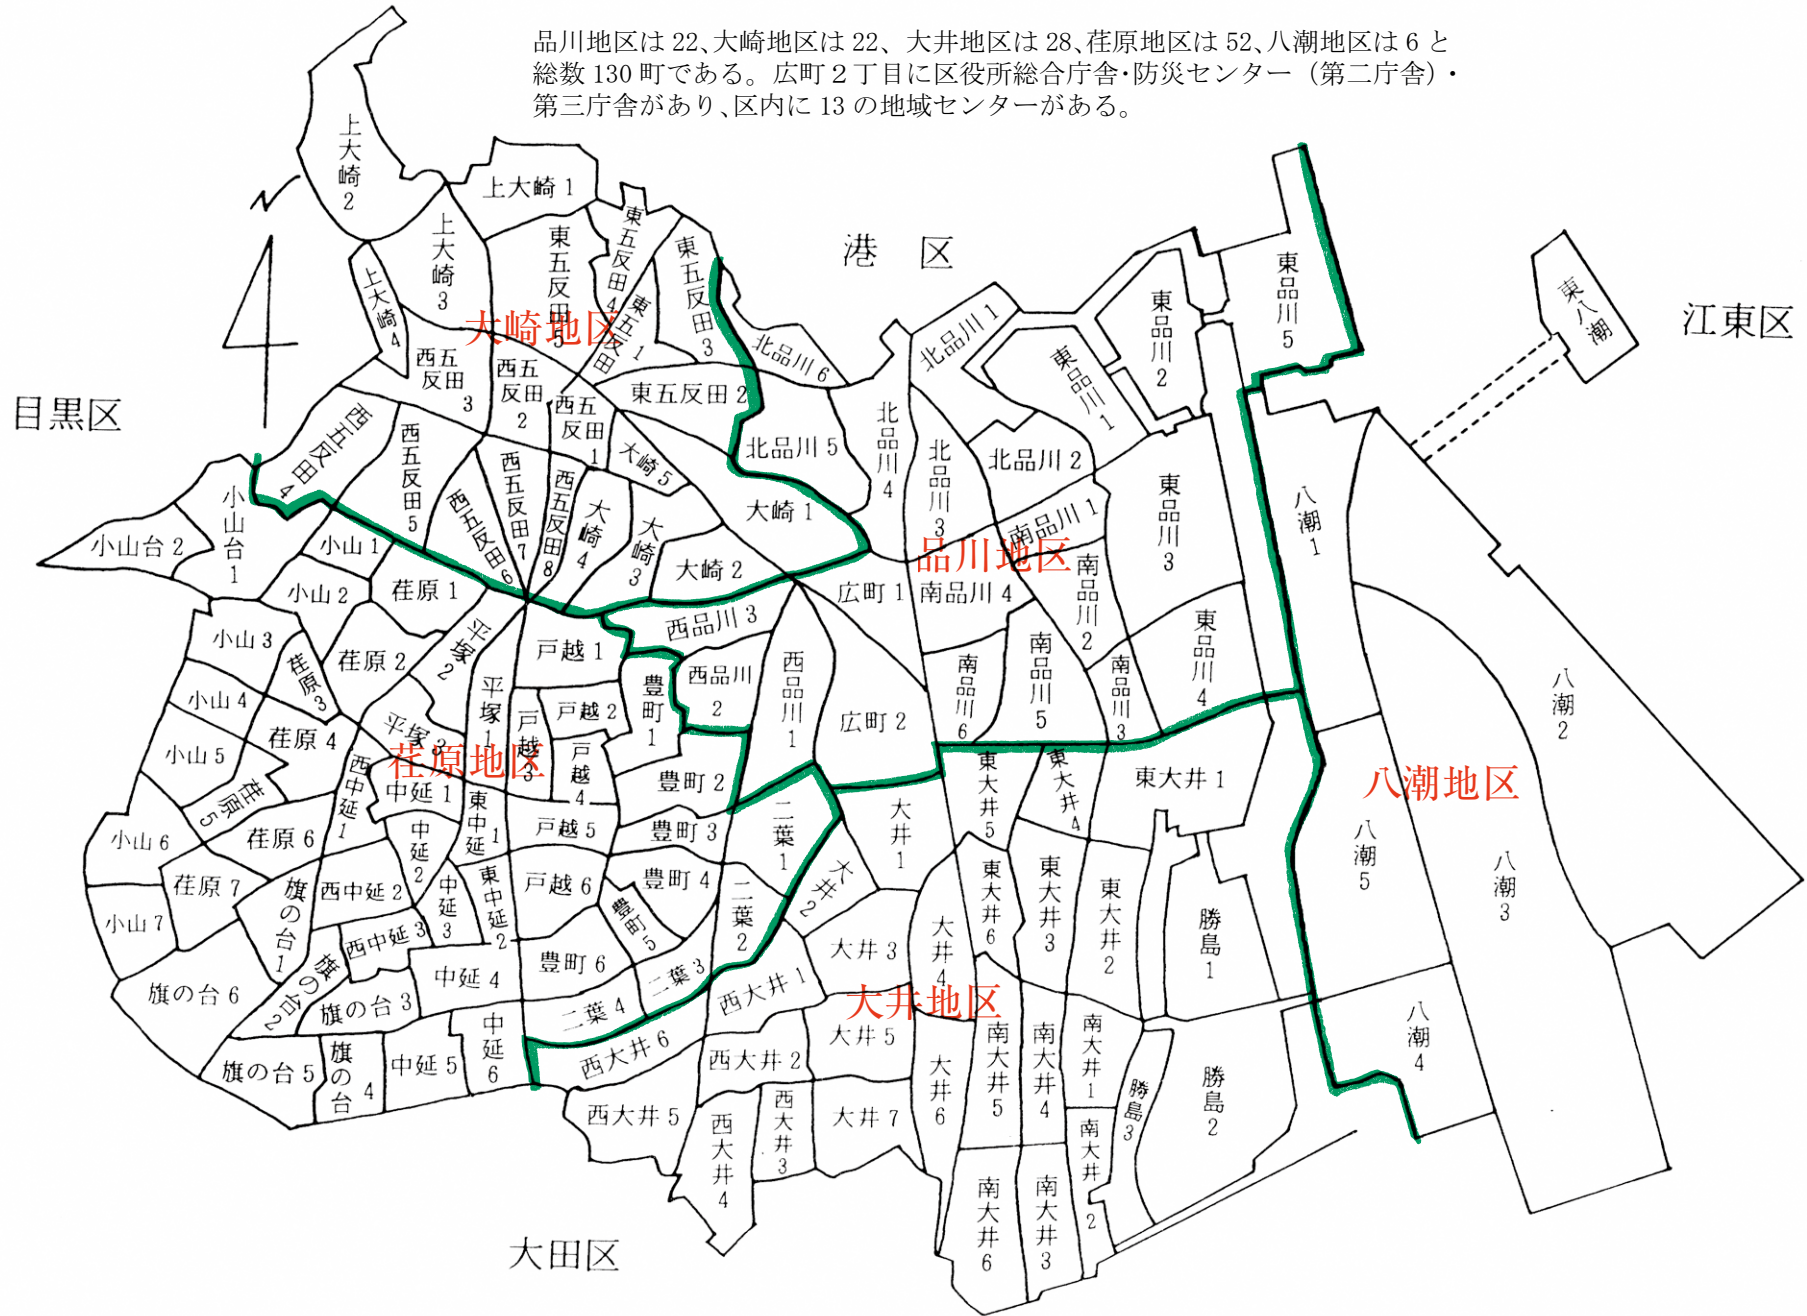 品川地区は 22、大崎地区は 22、大井地区は 28、荏原地区は 52、八潮地区は 6 と
総数 130 町である。広町２丁目に区役所総合庁舎・防災センター（第二庁舎）・
第三庁舎があり、区内に 13 の地域センターがある。
港 区
江東区
目黒区
大田区
大崎地区
品川地区
荏原地区
八潮地区
大井地区
上大崎 2
上大崎 1
上大崎 3
上大崎 4
東五反田 5
東五反田 4
東五反田 1
東五反田 3
東五反田 2
西五反田 3
西五反田 2
西五反田 1
西五反田 4
西五反田 5
西五反田 6
西五反田 7
西五反田 8
大崎 5
大崎 4
大崎 3
大崎 2
大崎 1
北品川 6
北品川 5
北品川 4
北品川 3
北品川 2
北品川 1
東品川 1
東品川 2
東品川 5
東品川 3
東品川 4
東八潮
南品川 1
南品川 2
南品川 4
南品川 5
南品川 6
南品川 3
広町 1
広町 2
西品川 3
西品川 2
西品川 1
八潮 1
八潮 2
八潮 3
八潮 5
八潮 4
小山台 2
小山台 1
小山 1
小山 2
小山 3
小山 4
小山 5
小山 6
小山 7
荏原 1
荏原 2
荏原 3
荏原 4
荏原 5
荏原 6
荏原 7
平塚 2
平塚 1
平塚 3
戸越 1
戸越 2
戸越 3
戸越 4
戸越 5
戸越 6
豊町 1
豊町 2
豊町 3
豊町 4
豊町 5
豊町 6
二葉 1
二葉 2
二葉 3
二葉 4
西中延 1
西中延 2
西中延 3
中延 1
中延 2
中延 3
中延 4
中延 5
中延 6
東中延 1
東中延 2
旗の台 1
旗の台 2
旗の台 3
旗の台 4
旗の台 5
旗の台 6
東大井 5
東大井 4
東大井 1
東大井 6
東大井 3
東大井 2
大井 1
大井 2
大井 3
大井 4
大井 5
大井 6
大井 7
西大井 1
西大井 2
西大井 3
西大井 4
西大井 5
西大井 6
南大井 5
南大井 4
南大井 1
南大井 2
南大井 6
南大井 3
勝島 1
勝島 2
勝島 3